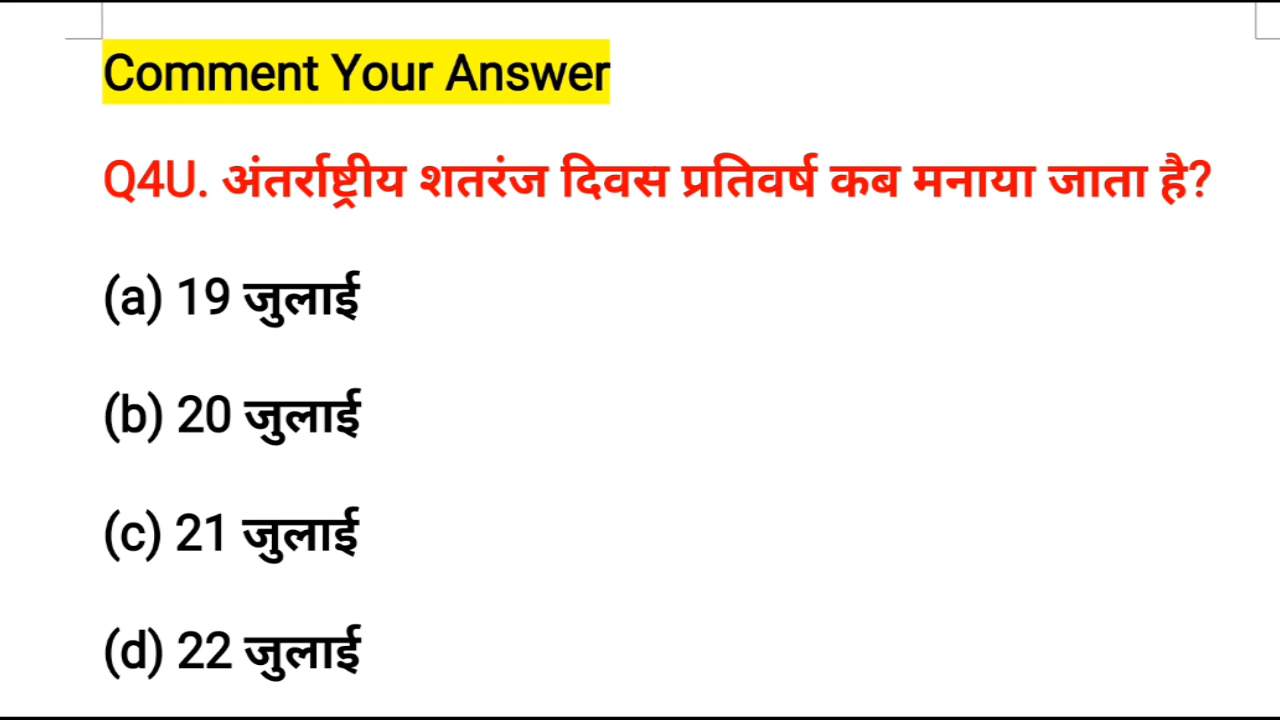 Comment Your Answer
Q4U. अंतर्राष्ट्रीय शतरंज दिवस प्रतिवर्ष कब मनाया जाता है?
(a) 19 जुलाई
(b) 20 जुलाई
(c) 21 जुलाई
(d) 22 जुलाई